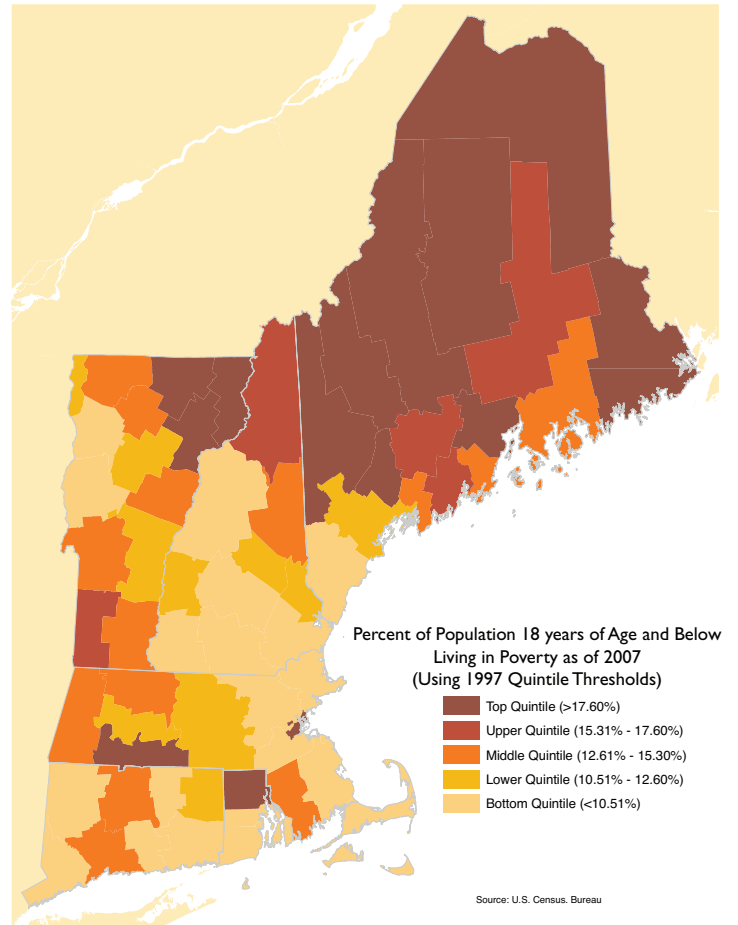 Percent of Population 18 years of Age and Below
Living in Poverty as of 2007
(Using 1997 Quintile Thresholds)
Top Quintile (>17.60%)
Upper Quintile (15.31% - 17.60%)
Middle Quintile (12.61% - 15.30%)
Lower Quintile (10.51% - 12.60%)
Bottom Quintile (<10.51%)
Source: U.S. Census. Bureau